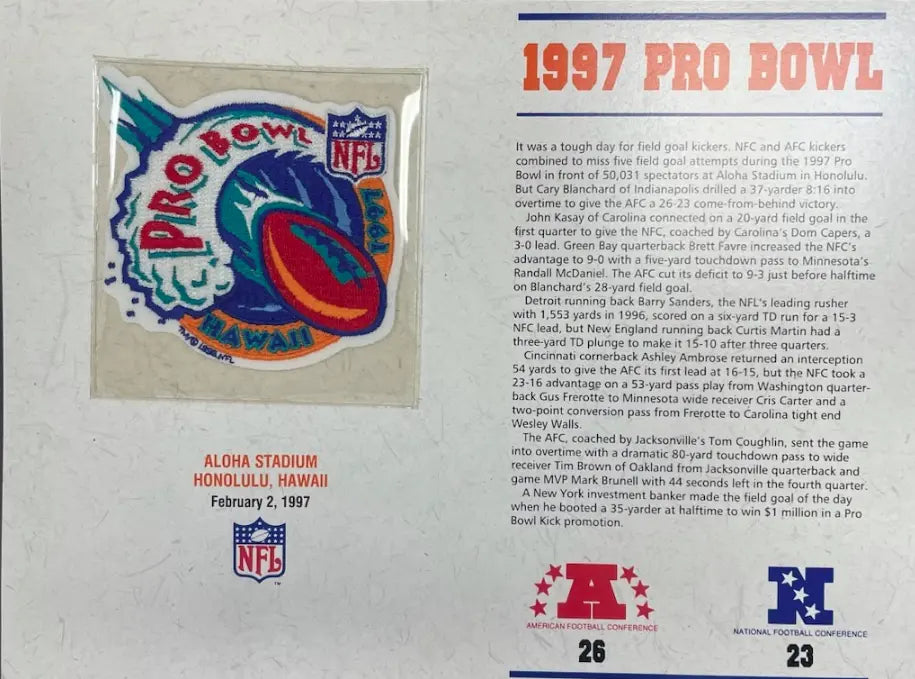 PRO BOWL
NFL
1997
HAWAII
TM/© 1996 NFL
ALOHA STADIUM
HONOLULU, HAWAII
February 2, 1997
NFL
TM
1997 PRO BOWL
It was a tough day for field goal kickers. NFC and AFC kickers
combined to miss five field goal attempts during the 1997 Pro
Bowl in front of 50,031 spectators at Aloha Stadium in Honolulu.
But Cary Blanchard of Indianapolis drilled a 37-yarder 8:16 into
overtime to give the AFC a 26-23 come-from-behind victory.
John Kasay of Carolina connected on a 20-yard field goal in the
first quarter to give the NFC, coached by Carolina's Dom Capers, a
3-0 lead. Green Bay quarterback Brett Favre increased the NFC's
advantage to 9-0 with a five-yard touchdown pass to Minnesota's
Randall McDaniel. The AFC cut its deficit to 9-3 just before halftime
on Blanchard's 28-yard field goal.
Detroit running back Barry Sanders, the NFL's leading rusher
with 1,553 yards in 1996, scored on a six-yard TD run for a 15-3
NFC lead, but New England running back Curtis Martin had a
three-yard TD plunge to make it 15-10 after three quarters.
Cincinnati cornerback Ashley Ambrose returned an interception
54 yards to give the AFC its first lead at 16-15, but the NFC took a
23-16 advantage on a 53-yard pass play from Washington quarter-
back Gus Frerotte to Minnesota wide receiver Cris Carter and a
two-point conversion pass from Frerotte to Carolina tight end
Wesley Walls.
The AFC, coached by Jacksonville's Tom Coughlin, sent the game
into overtime with a dramatic 80-yard touchdown pass to wide
receiver Tim Brown of Oakland from Jacksonville quarterback and
game MVP Mark Brunell with 44 seconds left in the fourth quarter.
A New York investment banker made the field goal of the day
when he booted a 35-yarder at halftime to win $1 million in a Pro
Bowl Kick promotion.
A
AMERICAN FOOTBALL CONFERENCE
26
N
NATIONAL FOOTBALL CONFERENCE
23